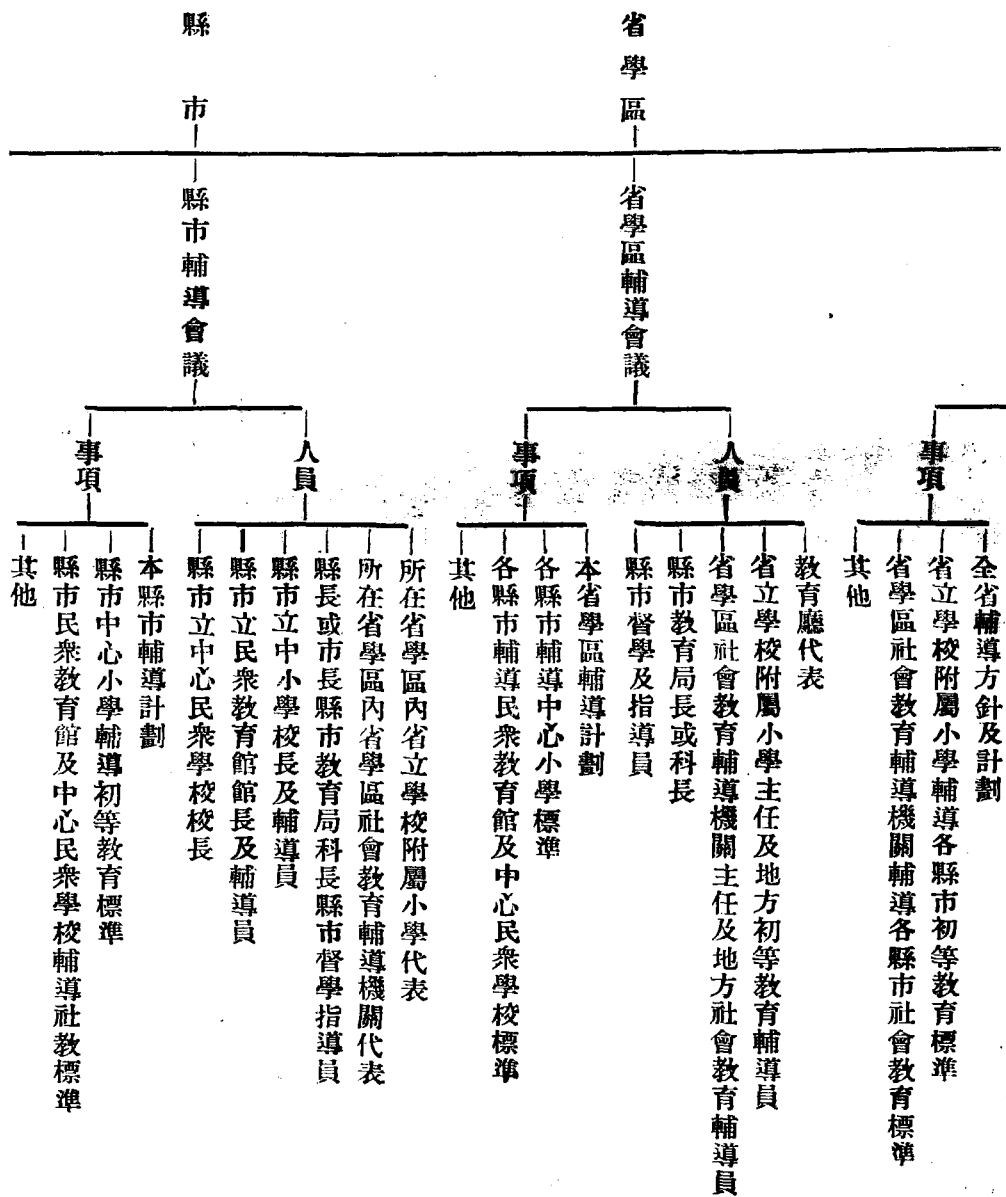 事項
全省輔導方針及計劃
省立學校附屬小學輔導各縣市初等教育標準
省學區社會教育輔導機關輔導各縣市社會教育標準
其他
省學區
省學區輔導會議
人員
教育廳代表
省立學校附屬小學主任及地方初等教育輔導員
省學區社會教育輔導機關主任及地方社會教育輔導員
縣市教育局長或科長
縣市督學及指導員
事項
本省學區輔導計劃
各縣市輔導中心小學標準
各縣市輔導民衆教育館及中心民衆學校標準
其他
縣市
縣市輔導會議
人員
所在省學區內省立學校附屬小學代表
所在省學區內省學區社會教育輔導機關代表
縣長或市長縣市教育局科長縣市督學指導員
縣市立中小學校長及輔導員
縣市立民衆教育館館長及輔導員
縣市立中心民衆學校校長
事項
本縣市輔導計劃
縣市中心小學輔導初等教育標準
縣市民衆教育館及中心民衆學校輔導社教標準
其他